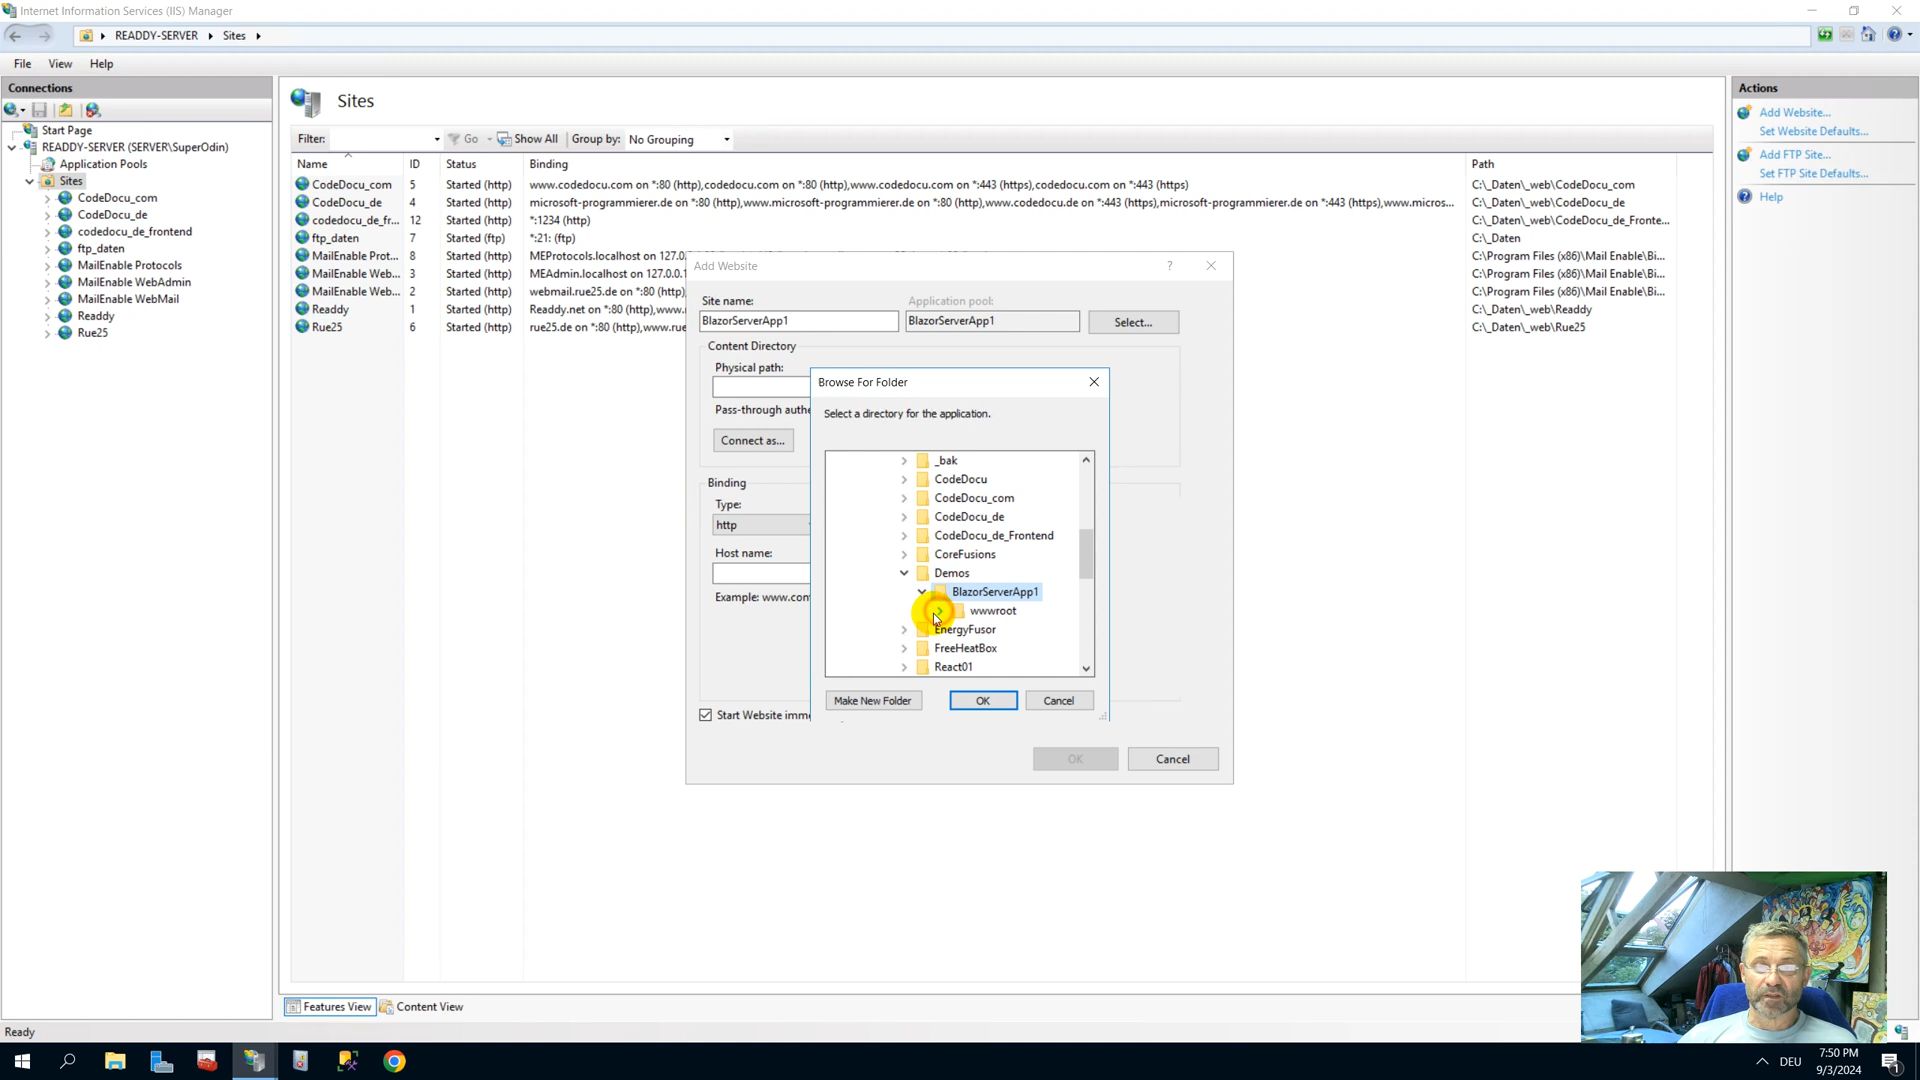 Internet Information Services (IIS) Manager
READDY-SERVER Sites
File View Help
Connections
Start Page
READDY-SERVER (SERVER\SuperOdin)
Application Pools
Sites
CodeDocu_com
CodeDocu_de
codedocu_de_frontend
ftp_daten
MailEnable Protocols
MailEnable WebAdmin
MailEnable WebMail
Readdy
Rue25
Sites
Filter: Go Show All Group by: No Grouping
Name ID Status Binding Path
CodeDocu_com 5 Started (http) www.codedocu.com on *:80 (http),codedocu.com on *:80 (http),www.codedocu.com on *:443 (https),codedocu.com on *:443 (https) C:\_Daten\_web\CodeDocu_com
CodeDocu_de 4 Started (http) microsoft-programmierer.de on *:80 (http),www.microsoft-programmierer.de on *:80 (http),www.codedocu.de on *:443 (https),microsoft-programmierer.de on *:443 (https),www.micros... C:\_Daten\_web\CodeDocu_de
codedocu_de_fr... 12 Started (http) *:1234 (http) C:\_Daten\_web\CodeDocu_de_Fronte...
ftp_daten 7 Started (ftp) *:21: (ftp) C:\_Daten
MailEnable Prot... 8 Started (http) MEProtocols.localhost on 127.0.0. C:\Program Files (x86)\Mail Enable\Bi...
MailEnable Web... 3 Started (http) MEAdmin.localhost on 127.0.0.1 C:\Program Files (x86)\Mail Enable\Bi...
MailEnable Web... 2 Started (http) webmail.rue25.de on *:80 (http), C:\Program Files (x86)\Mail Enable\Bi...
Readdy 1 Started (http) Readdy.net on *:80 (http),www. C:\_Daten\_web\Readdy
Rue25 6 Started (http) rue25.de on *:80 (http),www.rue C:\_Daten\_web\Rue25
Add Website ?
Site name: Application pool:
BlazorServerApp1 BlazorServerApp1 Select...
Content Directory
Physical path:
Pass-through authe
Connect as...
Binding
Type:
http
Host name:
Example: www.con
Start Website imm
OK Cancel
Browse For Folder
Select a directory for the application.
_bak
CodeDocu
CodeDocu_com
CodeDocu_de
CodeDocu_de_Frontend
CoreFusions
Demos
BlazorServerApp1
wwwroot
EnergyFusor
FreeHeatBox
React01
Make New Folder OK Cancel
Actions
Add Website...
Set Website Defaults...
Add FTP Site...
Set FTP Site Defaults...
Help
Features View Content View
Ready
DEU 7:50 PM
9/3/2024
1